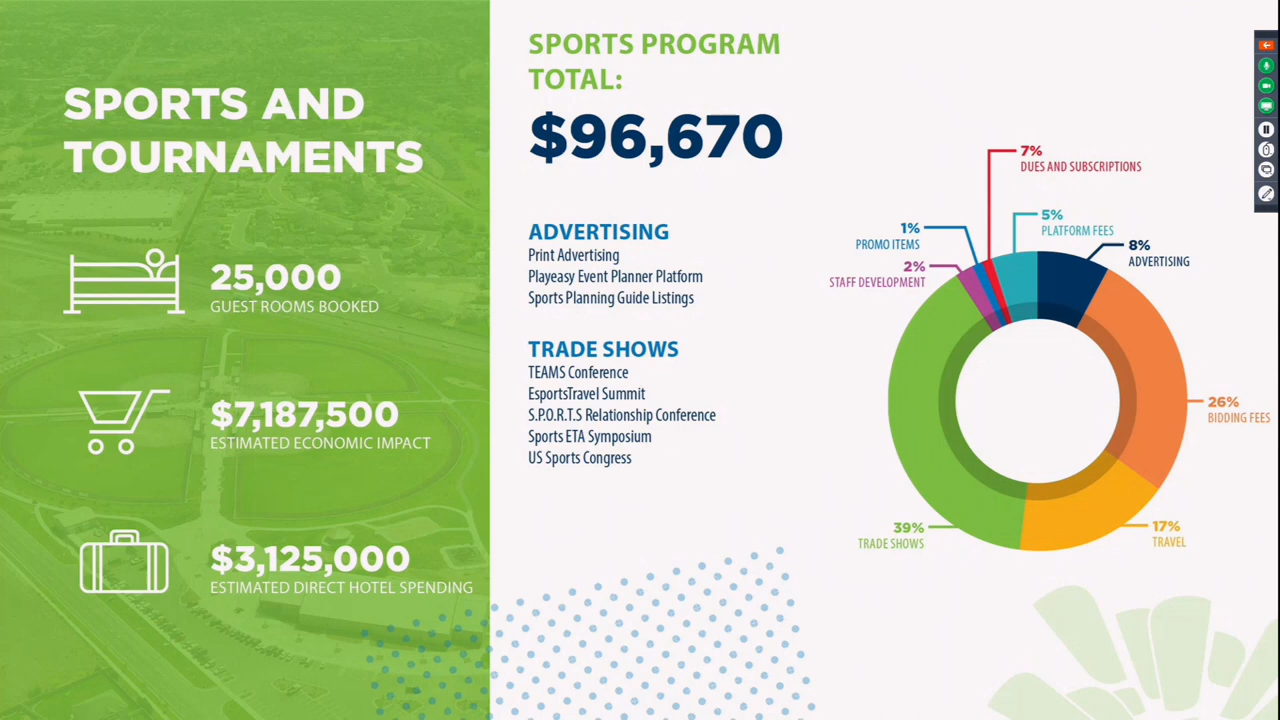 SPORTS AND
TOURNAMENTS
25,000
GUEST ROOMS BOOKED
$7,187,500
ESTIMATED ECONOMIC IMPACT
$3,125,000
ESTIMATED DIRECT HOTEL SPENDING
SPORTS PROGRAM
TOTAL:
$96,670
ADVERTISING
Print Advertising
Playeasy Event Planner Platform
Sports Planning Guide Listings
TRADE SHOWS
TEAMS Conference
EsportsTravel Summit
S.P.O.R.T.S Relationship Conference
Sports ETA Symposium
US Sports Congress
7%
DUES AND SUBSCRIPTIONS
5%
PLATFORM FEES
1%
PROMO ITEMS
8%
ADVERTISING
2%
STAFF DEVELOPMENT
26%
BIDDING FEES
39%
TRADE SHOWS
17%
TRAVEL